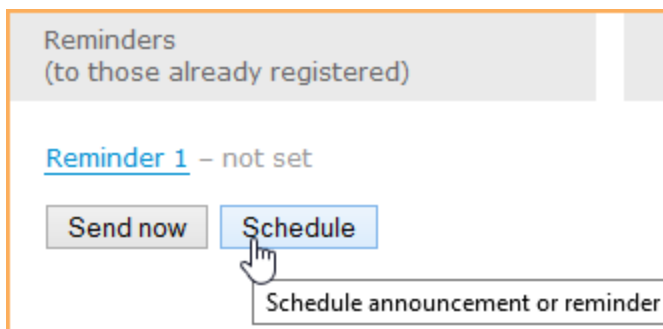 Reminders
(to those already registered)
Reminder 1 – not set
Send now Schedule
Schedule announcement or reminder